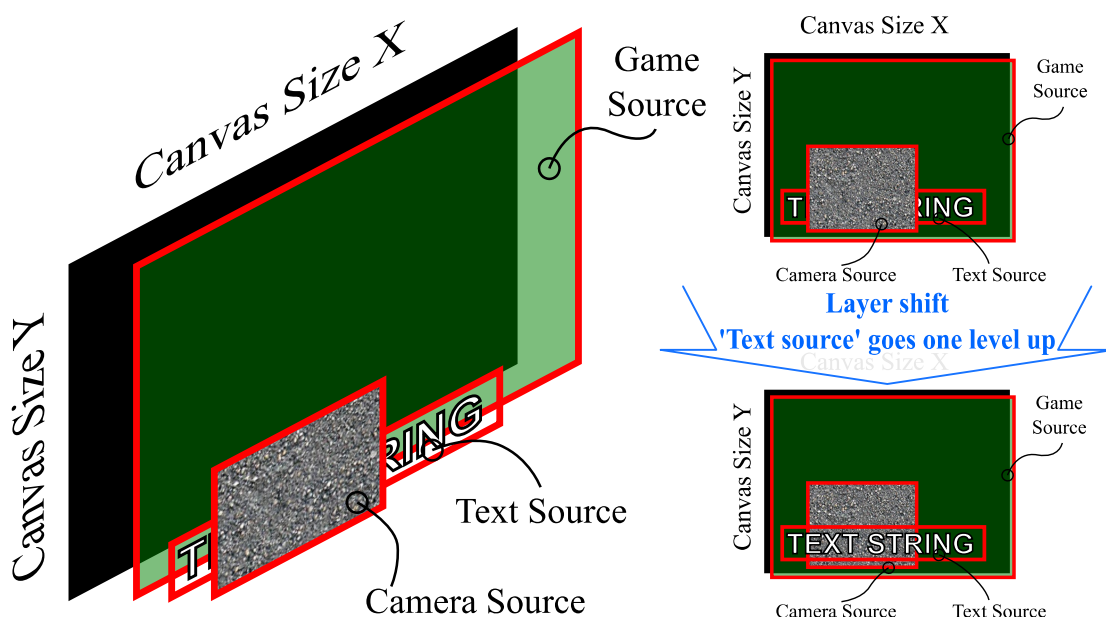 Canvas Size X
Game
Source
Canvas Size Y
RING
T
Text Source
Camera Source
Canvas Size X
Game
Source
Canvas Size Y
T RING
Camera Source
Text Source
Layer shift
'Text source' goes one level up
Canvas Size X
Game
Source
Canvas Size Y
TEXT STRING
Camera Source
Text Source